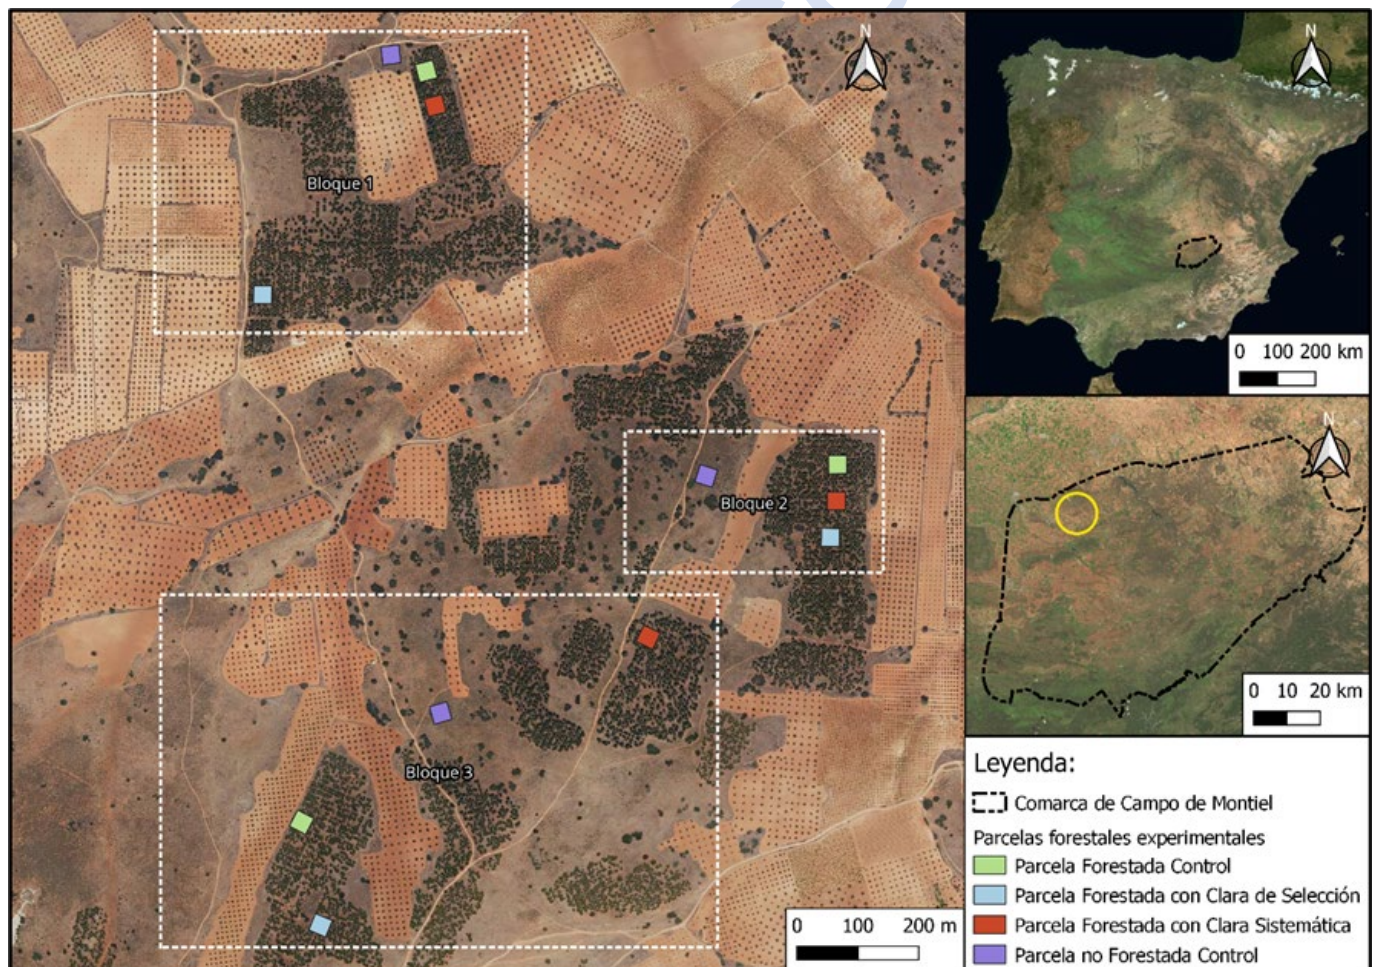 N
Bloque 1
Bloque 2
Bloque 3
0 100 200 m
N
0 100 200 km
N
0 10 20 km
Leyenda:
Comarca de Campo de Montiel
Parcelas forestales experimentales
Parcela Forestada Control
Parcela Forestada con Clara de Selección
Parcela Forestada con Clara Sistemática
Parcela no Forestada Control